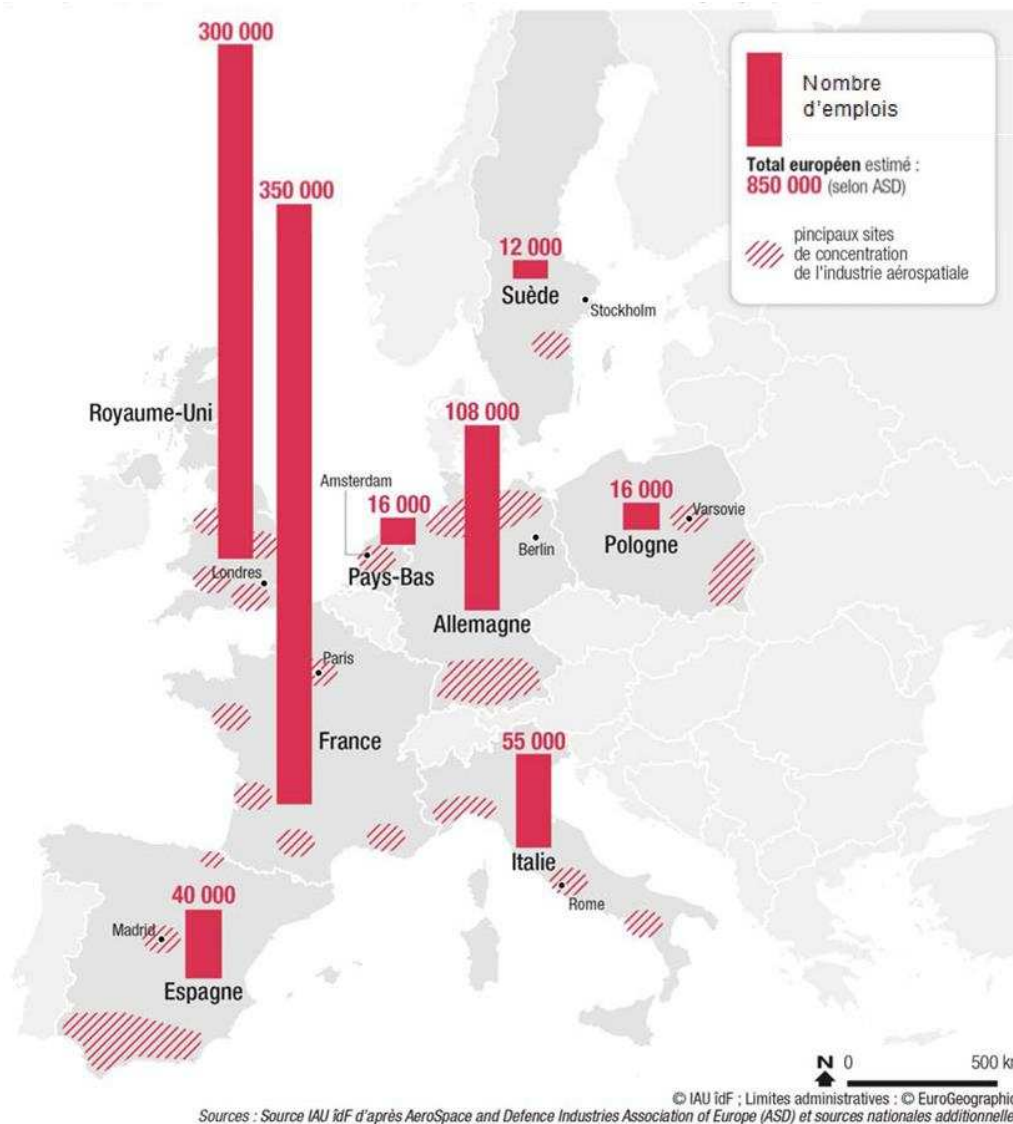 300 000
Nombre
d'emplois
Total européen estimé :
850 000 (selon ASD)
pincipaux sites
de concentration
de l'industrie aérospatiale
350 000
12 000
Suède
Stockholm
Royaume-Uni
108 000
Amsterdam
16 000
16 000
Varsovie
Pologne
Berlin
Pays-Bas
Londres
Allemagne
Paris
France
55 000
Italie
Rome
40 000
Madrid
Espagne
N 0 500 km
© IAU îdF ; Limites administratives : © EuroGeographic
Sources : Source IAU îdF d'après AeroSpace and Defence Industries Association of Europe (ASD) et sources nationales additionnelle